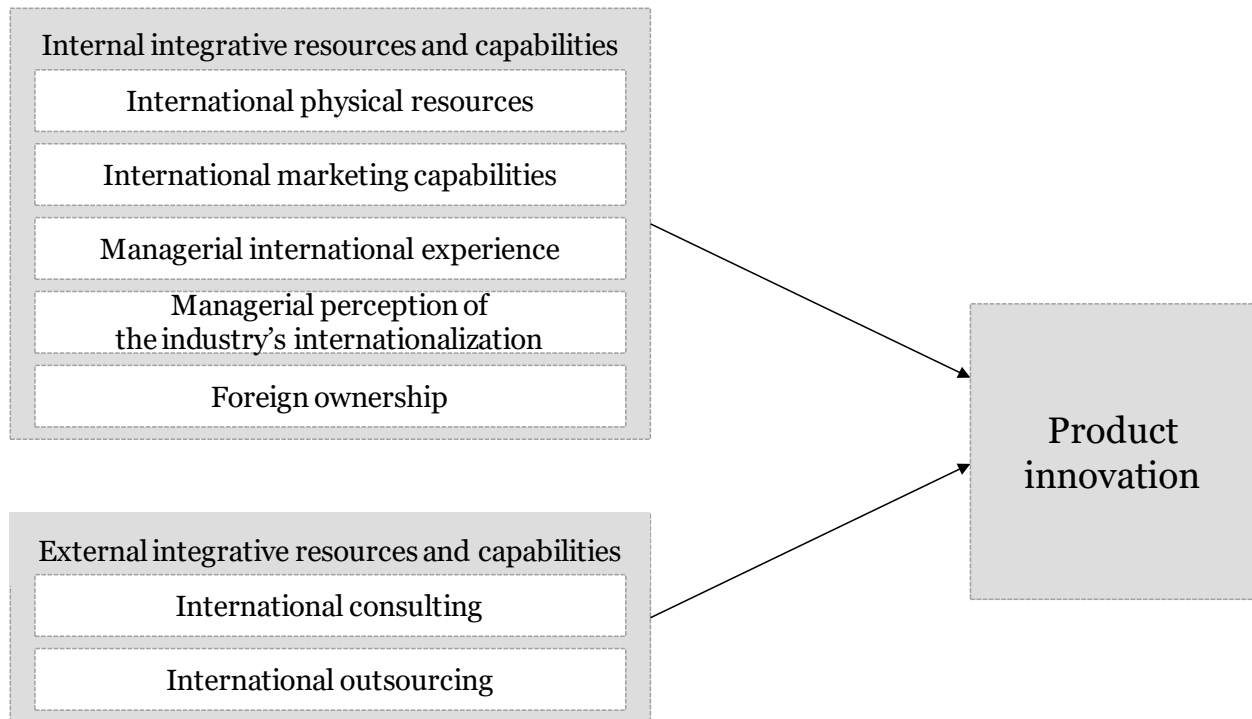 Internal integrative resources and capabilities
International physical resources
International marketing capabilities
Managerial international experience
Managerial perception of
the industry’s internationalization
Foreign ownership
Product
innovation
External integrative resources and capabilities
International consulting
International outsourcing